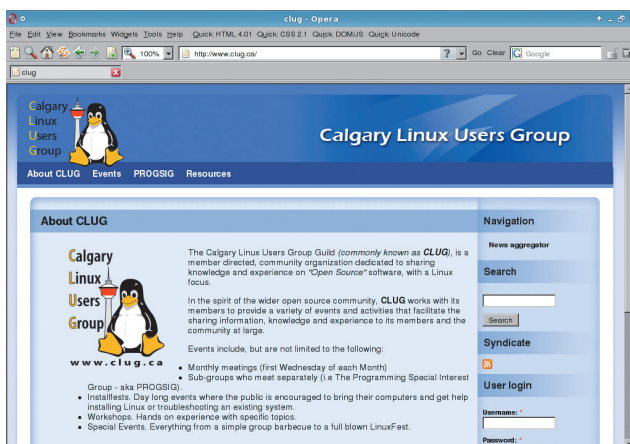 clug - Opera
File Edit View Bookmarks Widgets Tools Help Quick: HTML 4.01 Quick: CSS 2.1 Quick: DOM/JS Quick: Unicode
100% http://www.clug.ca/ ? Go Clear G Google
clug
Calgary
Linux
Users
Group
Calgary Linux Users Group
About CLUG Events PROGSIG Resources
About CLUG
Calgary
Linux
Users
Group
www.clug.ca
The Calgary Linux Users Group Guild (commonly known as CLUG), is a
member directed, community organization dedicated to sharing
knowledge and experience on "Open Source" software, with a Linux
focus.
In the spirit of the wider open source community, CLUG works with its
members to provide a variety of events and activities that facilitate the
sharing information, knowledge and experience to its members and the
community at large.
Events include, but are not limited to the following:
• Monthly meetings (first Wednesday of each Month)
• Sub-groups who meet separately (i.e The Programming Special Interest
Group - aka PROGSIG).
• Installfests. Day long events where the public is encouraged to bring their computers and get help
installing Linux or troubleshooting an existing system.
• Workshops. Hands on experience with specific topics.
• Special Events. Everything from a simple group barbecue to a full blown LinuxFest.
Navigation
News aggregator
Search
Search
Syndicate
User login
Username: *
Password: *